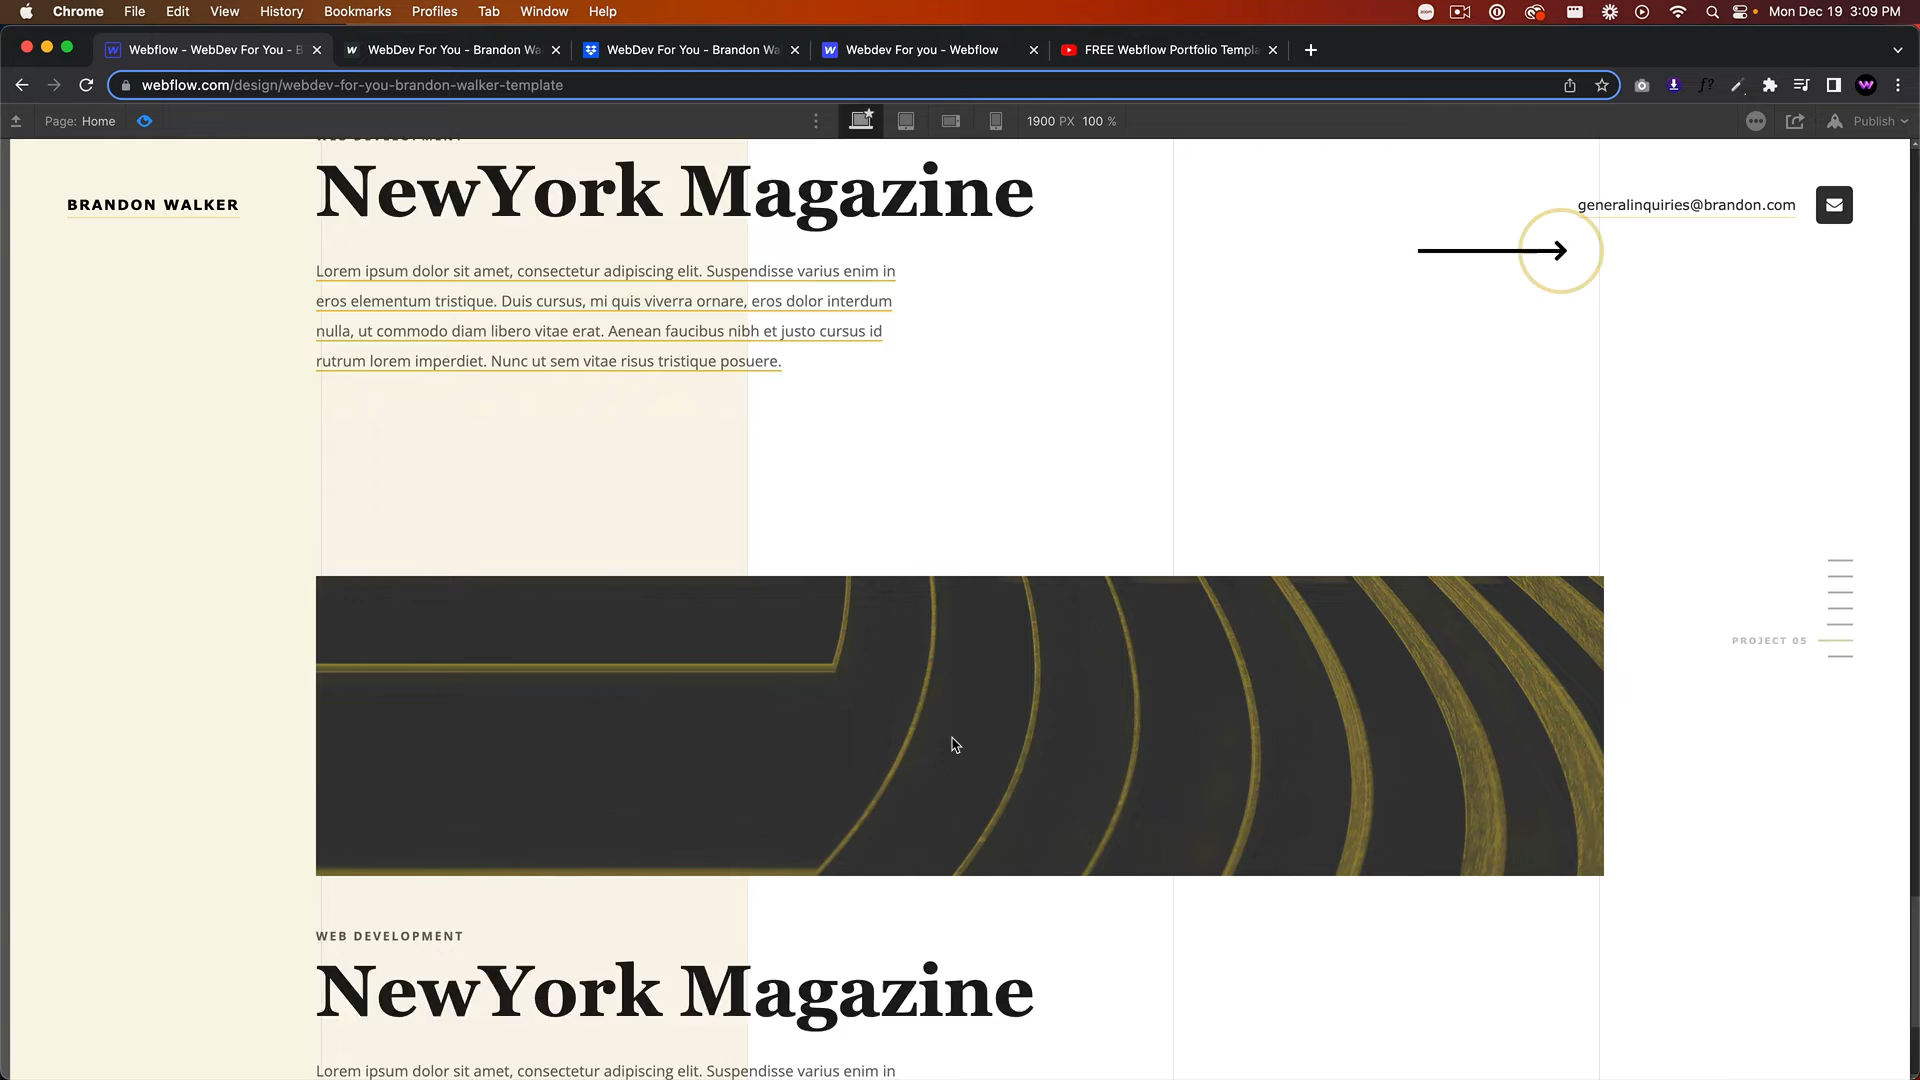 Chrome File Edit View History Bookmarks Profiles Tab Window Help
zoom
Mon Dec 19 3:09 PM
Webflow - WebDev For You - B
WebDev For You - Brandon Wa
WebDev For You - Brandon Wa
Webdev For you - Webflow
FREE Webflow Portfolio Templa
webflow.com/design/webdev-for-you-brandon-walker-template
Page: Home
1900 PX 100 %
Publish
WEB DEVELOPMENT
BRANDON WALKER
NewYork Magazine
generalinquiries@brandon.com
Lorem ipsum dolor sit amet, consectetur adipiscing elit. Suspendisse varius enim in
eros elementum tristique. Duis cursus, mi quis viverra ornare, eros dolor interdum
nulla, ut commodo diam libero vitae erat. Aenean faucibus nibh et justo cursus id
rutrum lorem imperdiet. Nunc ut sem vitae risus tristique posuere.
PROJECT 05
WEB DEVELOPMENT
NewYork Magazine
Lorem ipsum dolor sit amet, consectetur adipiscing elit. Suspendisse varius enim in